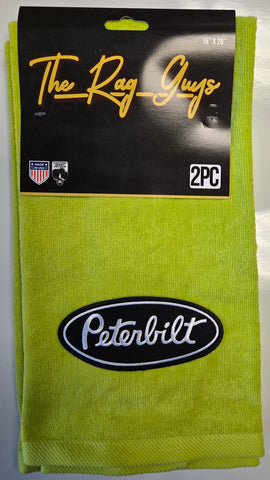 16" X 26"
The Rag Guys
2PC
Peterbilt